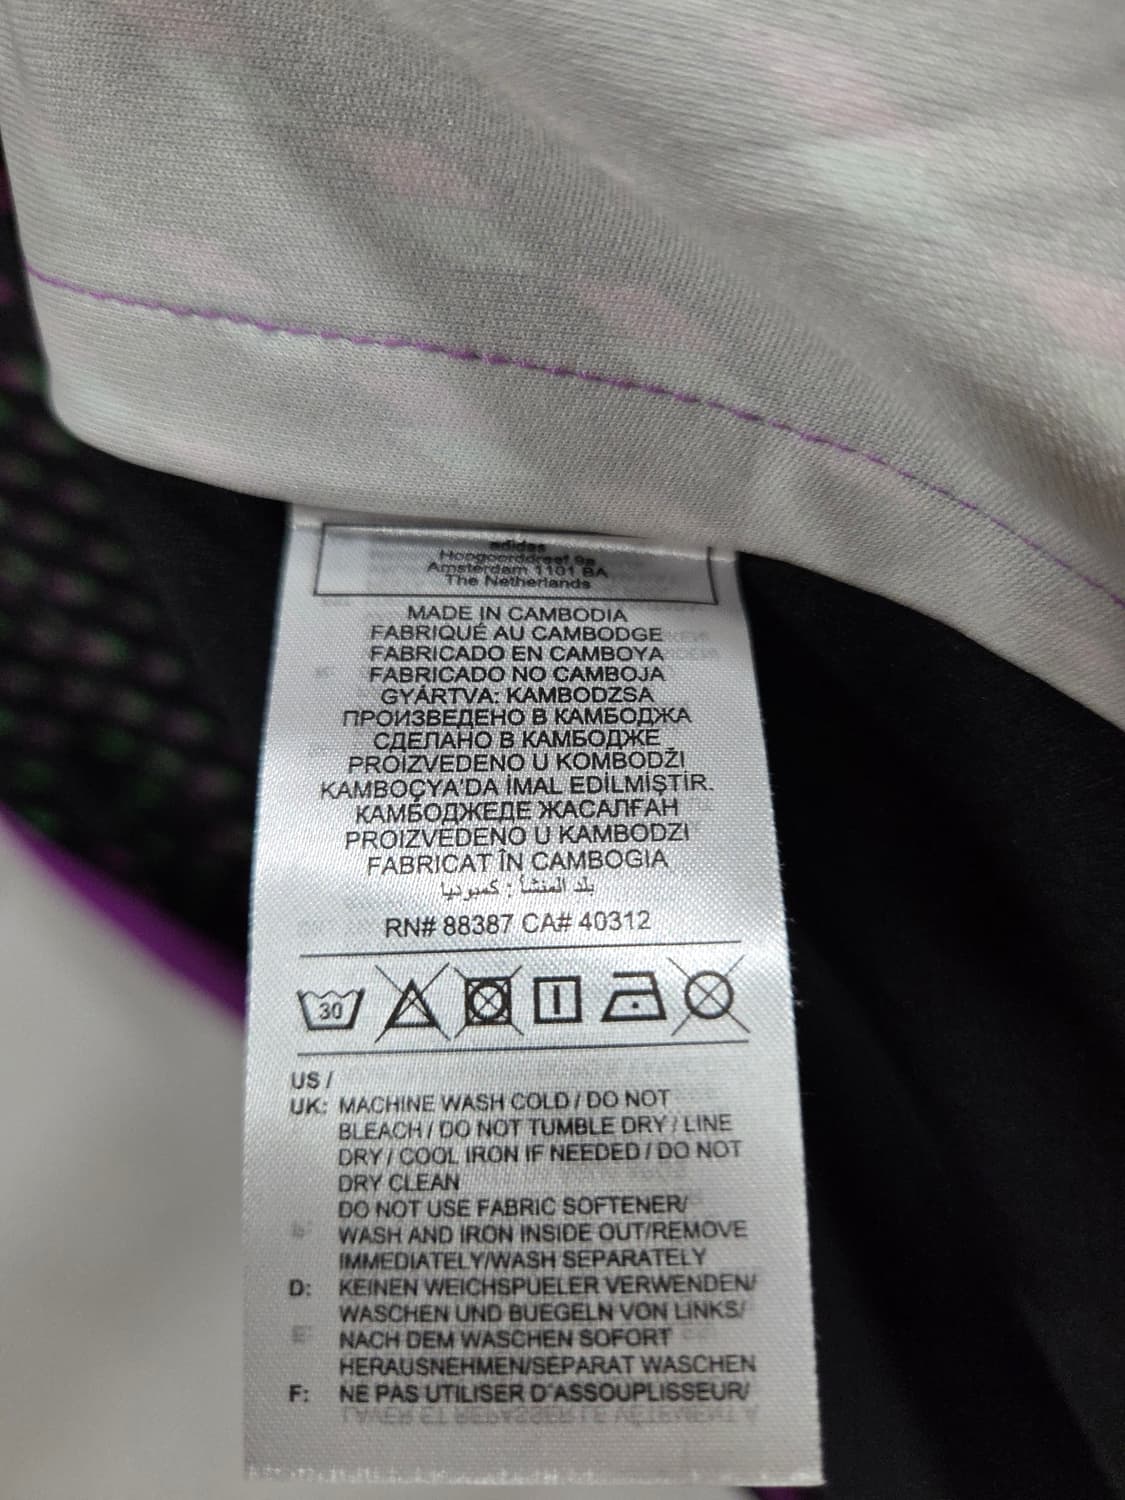 adidas
Hoogoorddreef 9a
Amsterdam 1101 BA
The Netherlands
MADE IN CAMBODIA
FABRIQUÉ AU CAMBODGE
FABRICADO EN CAMBOYA
FABRICADO NO CAMBOJA
GYÁRTVA: KAMBODZSA
ПРОИЗВЕДЕНО В КАМБОДЖА
СДЕЛАНО В КАМБОДЖЕ
PROIZVEDENO U KOMBODŽI
KAMBOÇYA'DA İMAL EDİLMİŞTİR.
КАМБОДЖЕДЕ ЖАСАЛҒАН
PROIZVEDENO U KAMBODZI
FABRICAT ÎN CAMBOGIA
بلد المنشأ : كمبوديا
RN# 88387 CA# 40312
30
US /
UK: MACHINE WASH COLD / DO NOT
BLEACH / DO NOT TUMBLE DRY / LINE
DRY / COOL IRON IF NEEDED / DO NOT
DRY CLEAN
DO NOT USE FABRIC SOFTENER/
WASH AND IRON INSIDE OUT/REMOVE
IMMEDIATELY/WASH SEPARATELY
D: KEINEN WEICHSPUELER VERWENDEN/
WASCHEN UND BUEGELN VON LINKS/
NACH DEM WASCHEN SOFORT
HERAUSNEHMEN/SEPARAT WASCHEN
F: NE PAS UTILISER D'ASSOUPLISSEUR/